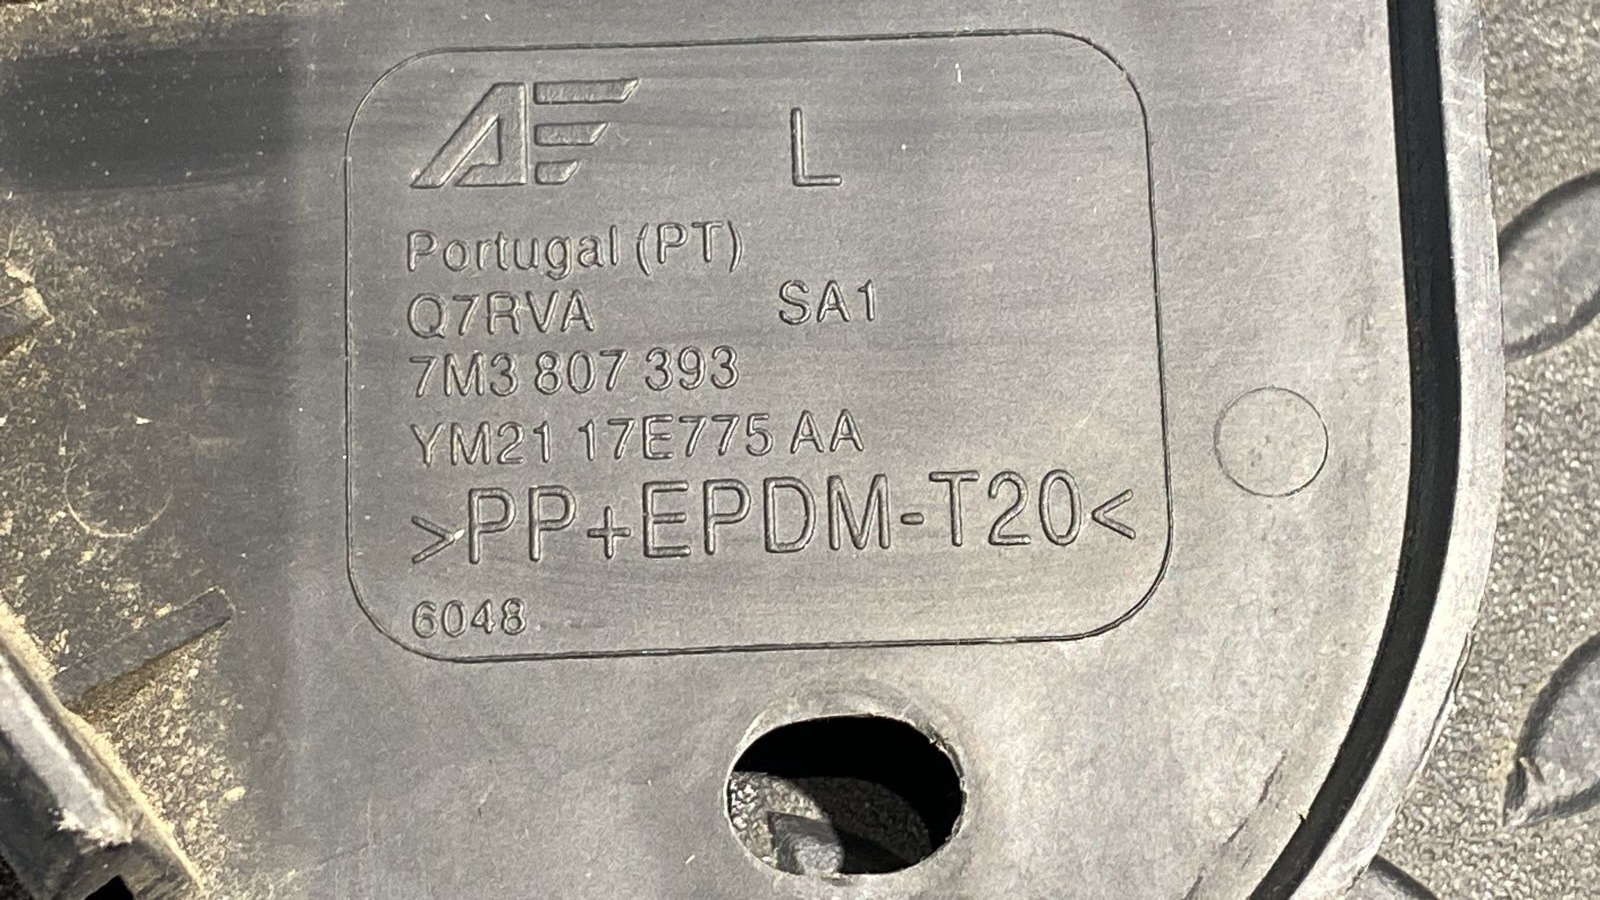 AF L
Portugal (PT)
Q7RVA SA1
7M3 807 393
YM21 17E775 AA
>PP+EPDM-T20<
6048